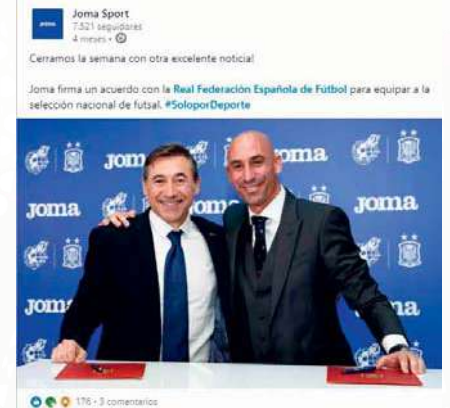 Joma Sport
7.521 seguidores
4 meses •
Cerramos la semana con otra excelente noticia!
Joma firma un acuerdo con la Real Federación Española de Fútbol para equipar a la
selección nacional de futsal. #SoloporDeporte
Joma
Joma
Joma
Joma
Joma
Joma
176 • 3 comentarios